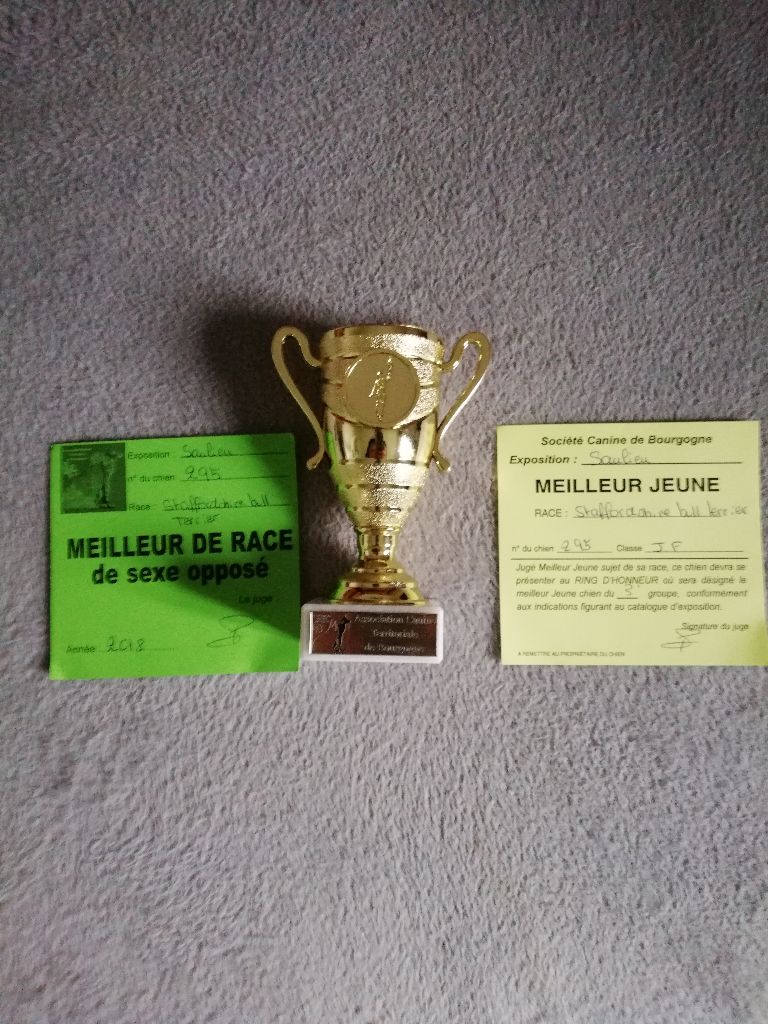 Exposition : Saulieu
n° du chien 295
Race : Staffordshire bull
Terrier
MEILLEUR DE RACE
de sexe opposé
Le juge
Année 2018
Association Canine
Territoriale
de Bourgogne
Société Canine de Bourgogne
Exposition : Saulieu
MEILLEUR JEUNE
RACE : Staffordshire bull terrier
n° du chien 295 Classe J.F
Jugé Meilleur Jeune sujet de sa race, ce chien devra se
présenter au RING D'HONNEUR où sera désigné le
meilleur Jeune chien du 3 groupe, conformément
aux indications figurant au catalogue d'exposition.
Signature du juge
A REMETTRE AU PROPRIETAIRE DU CHIEN